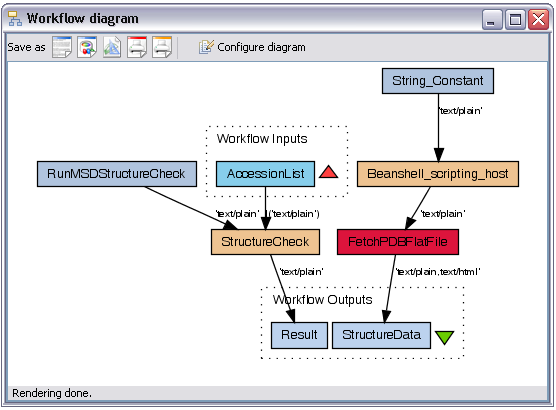 Workflow diagram
Save as
Configure diagram
String_Constant
'text/plain'
Workflow Inputs
RunMSDStructureCheck
AccessionList
Beanshell_scripting_host
'text/plain'
('text/plain')
'text/plain'
StructureCheck
FetchPDBFlatFile
'text/plain'
'text/plain,text/html'
Workflow Outputs
Result
StructureData
Rendering done.